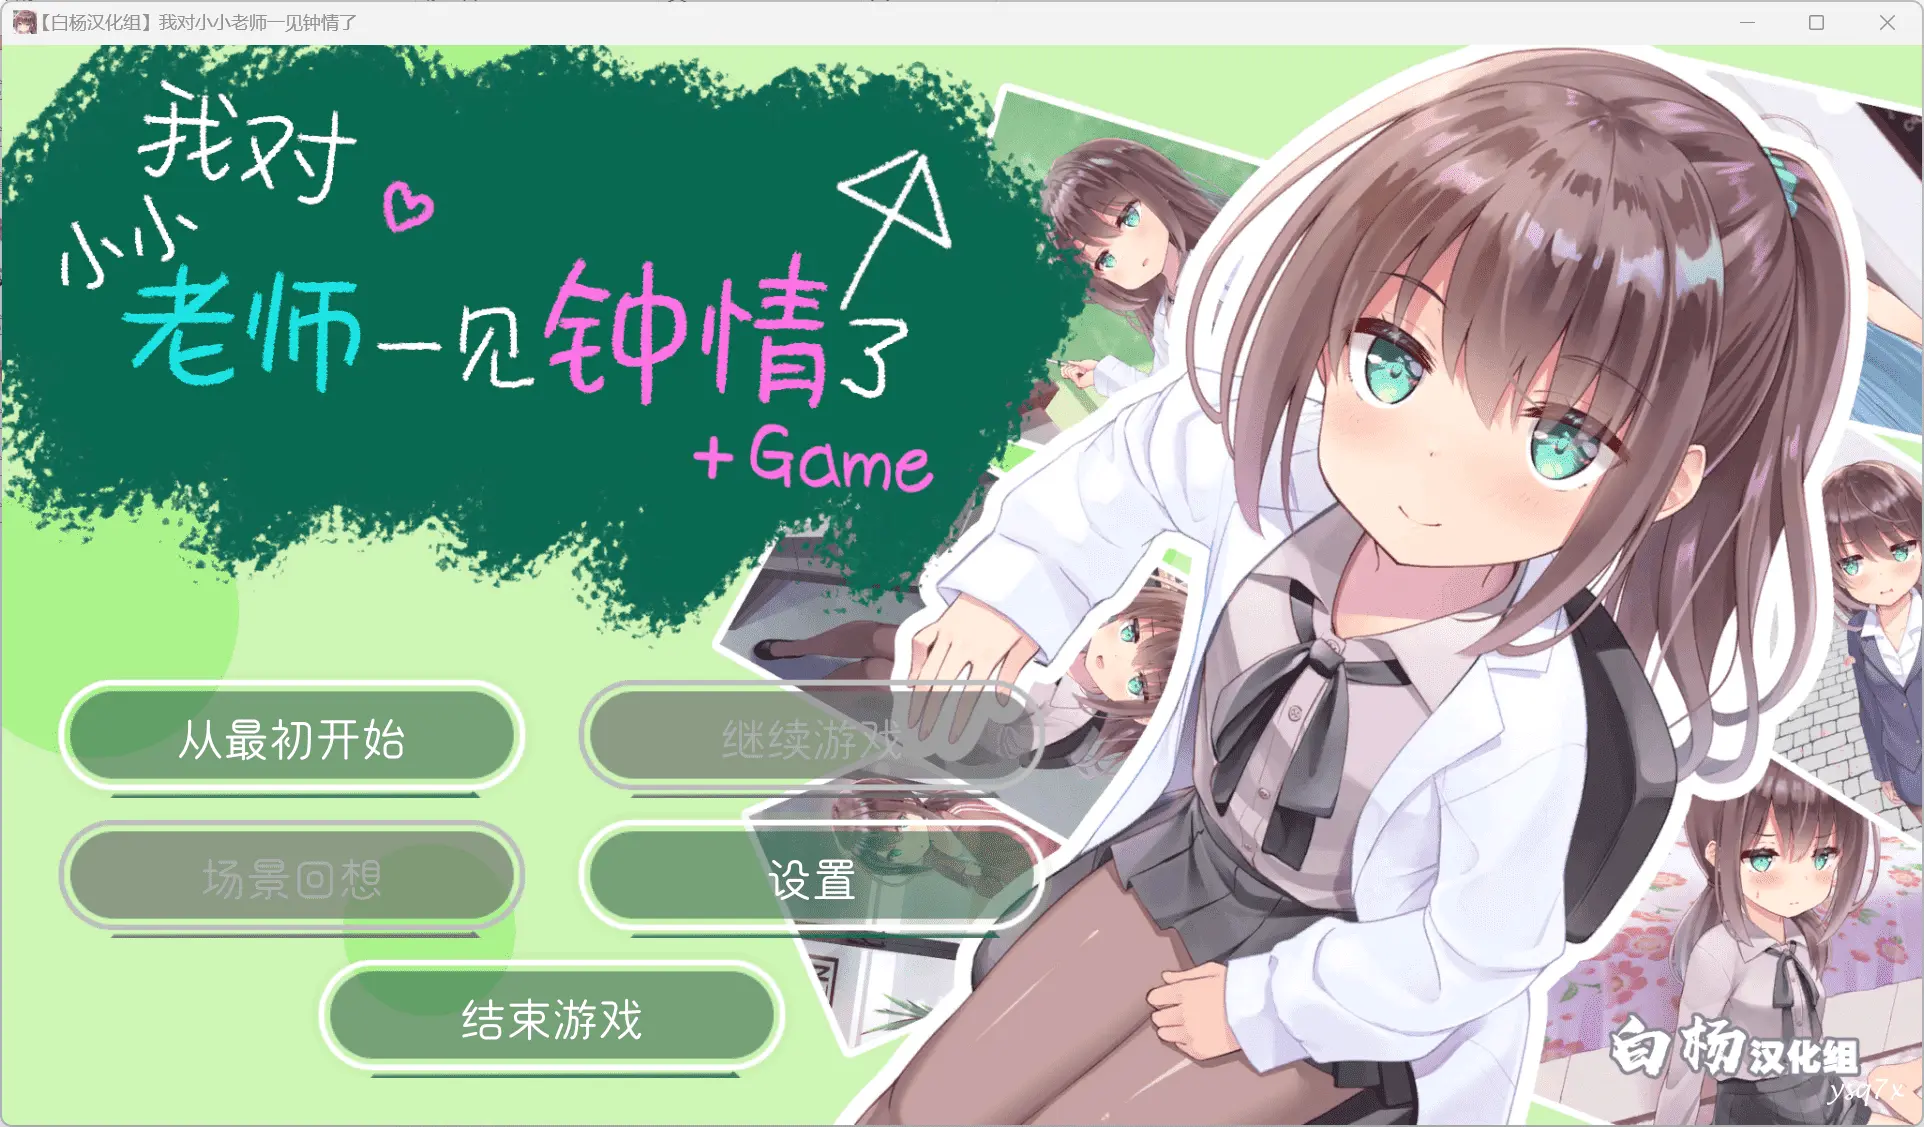 【白杨汉化组】我对小小老师一见钟情了
我对
小小
老师一见钟情了
+Game
从最初开始
继续游戏
场景回想
设置
结束游戏
白杨汉化组
ysq7x